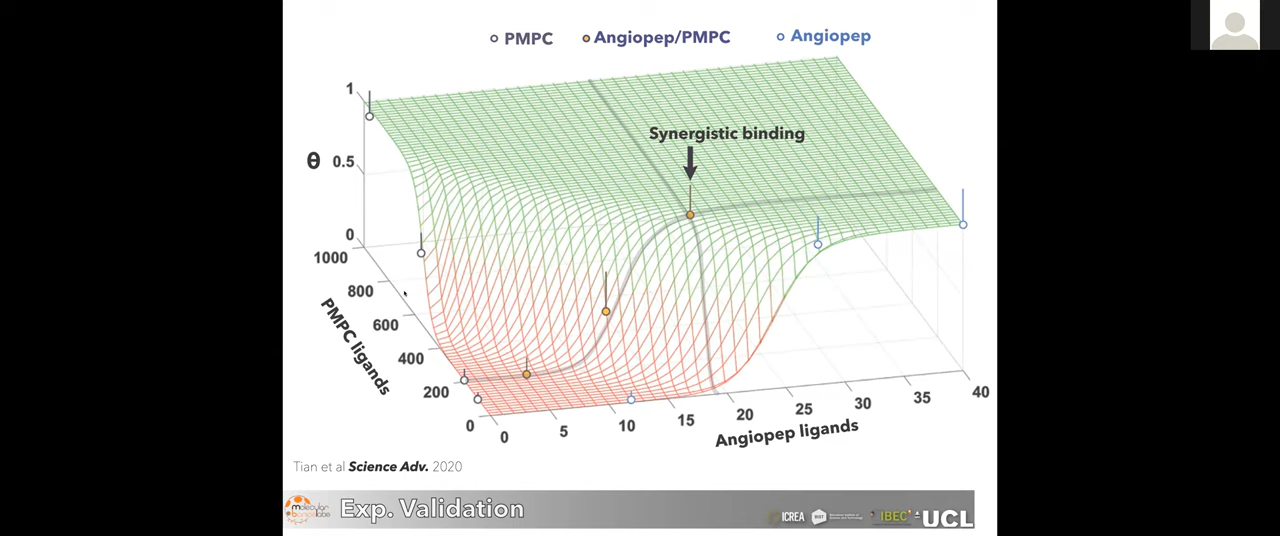 PMPC Angiopep/PMPC Angiopep
Synergistic binding
θ
1
0.5
0
1000
800
600
400
200
0
PMPC ligands
0
5
10
15
20
25
30
35
40
Angiopep ligands
Tian et al Science Adv. 2020
Exp. Validation
ICREA
IBEC
UCL